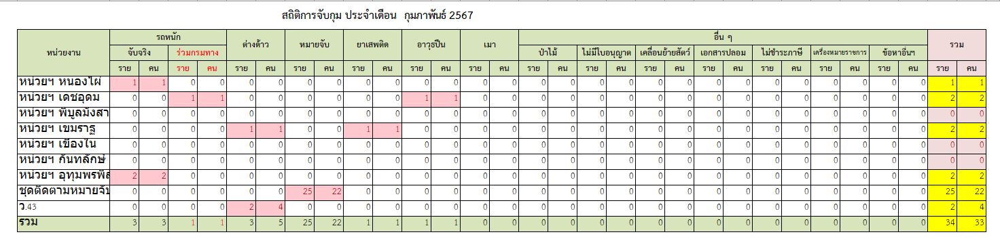 สถิติการจับกุม ประจำเดือน กุมภาพันธ์ 2567
หน่วยงาน รถหนัก ต่างด้าว หมายจับ ยาเสพติด อาวุธปืน เมา อื่น ๆ รวม
จับจริง ร่วมกรมทาง ป่าไม้ ไม่มีใบอนุญาต เคลื่อนย้ายสัตว์ เอกสารปลอม ไม่ชำระภาษี เครื่องหมายราชการ ข้อหาอื่นฯ
ราย คน ราย คน ราย คน ราย คน ราย คน ราย คน ราย คน ราย คน ราย คน ราย คน ราย คน ราย คน ราย คน ราย คน ราย คน
หน่วยฯ หนองไผ่ 1 1 0 0 0 0 0 0 0 0 0 0 0 0 0 0 0 0 0 0 0 0 0 0 0 0 0 0 1 1
หน่วยฯ เดชอุดม 0 0 1 1 0 0 0 0 0 0 1 1 0 0 0 0 0 0 0 0 0 0 0 0 0 0 0 0 2 2
หน่วยฯ พิบูลมังสา 0 0 0 0 0 0 0 0 0 0 0 0 0 0 0 0 0 0 0 0 0 0 0 0 0 0 0 0 0 0
หน่วยฯ เขมราฐ 0 0 0 0 1 1 0 0 1 1 0 0 0 0 0 0 0 0 0 0 0 0 0 0 0 0 0 0 2 2
หน่วยฯ เขื่องใน 0 0 0 0 0 0 0 0 0 0 0 0 0 0 0 0 0 0 0 0 0 0 0 0 0 0 0 0 0 0
หน่วยฯ กันทลักษ์ 0 0 0 0 0 0 0 0 0 0 0 0 0 0 0 0 0 0 0 0 0 0 0 0 0 0 0 0 0 0
หน่วยฯ อุทุมพรพิส 2 2 0 0 0 0 0 0 0 0 0 0 0 0 0 0 0 0 0 0 0 0 0 0 0 0 0 0 2 2
ชุดติดตามหมายจับ 0 0 0 0 0 0 25 22 0 0 0 0 0 0 0 0 0 0 0 0 0 0 0 0 0 0 0 0 25 22
ว.43 0 0 0 0 2 4 0 0 0 0 0 0 0 0 0 0 0 0 0 0 0 0 0 0 0 0 0 0 2 4
รวม 3 3 1 1 3 5 25 22 1 1 1 1 0 0 0 0 0 0 0 0 0 0 0 0 0 0 0 0 34 33